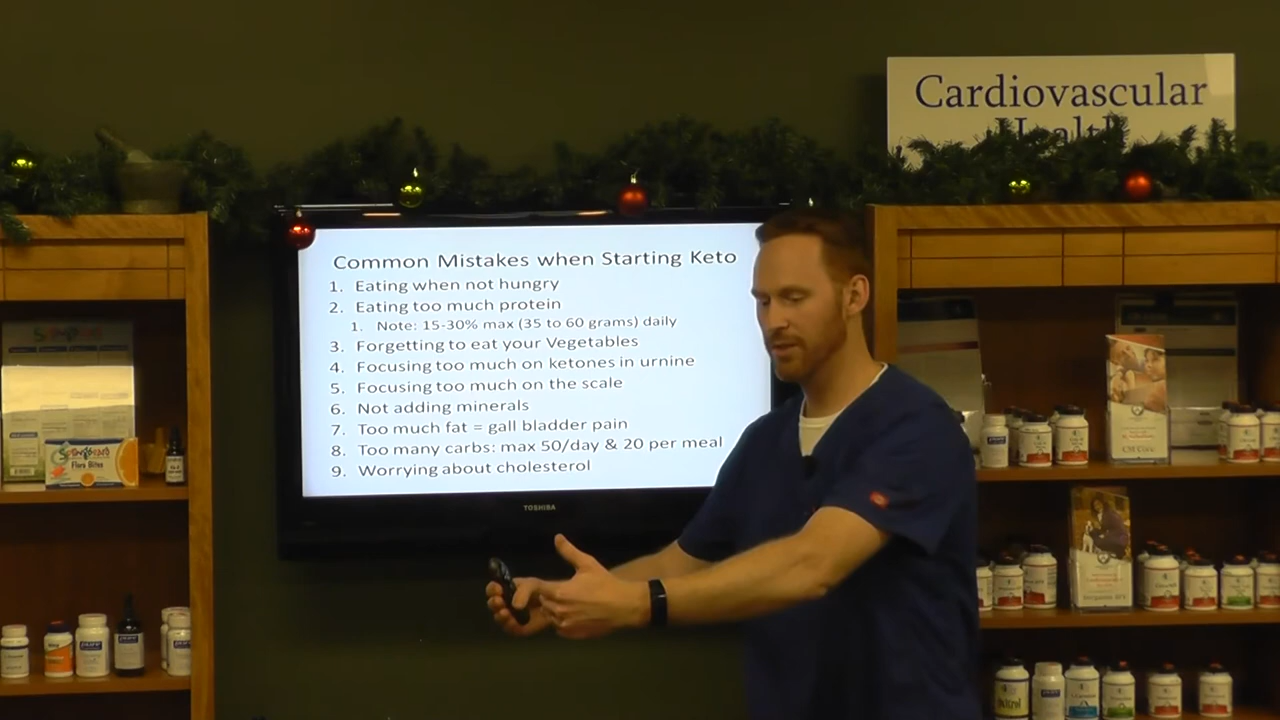 Cardiovascular
Health
Common Mistakes when Starting Keto
1. Eating when not hungry
2. Eating too much protein
1. Note: 15-30% max (35 to 60 grams) daily
3. Forgetting to eat your Vegetables
4. Focusing too much on ketones in urnine
5. Focusing too much on the scale
6. Not adding minerals
7. Too much fat = gall bladder pain
8. Too many carbs: max 50/day & 20 per meal
9. Worrying about cholesterol
TOSHIBA